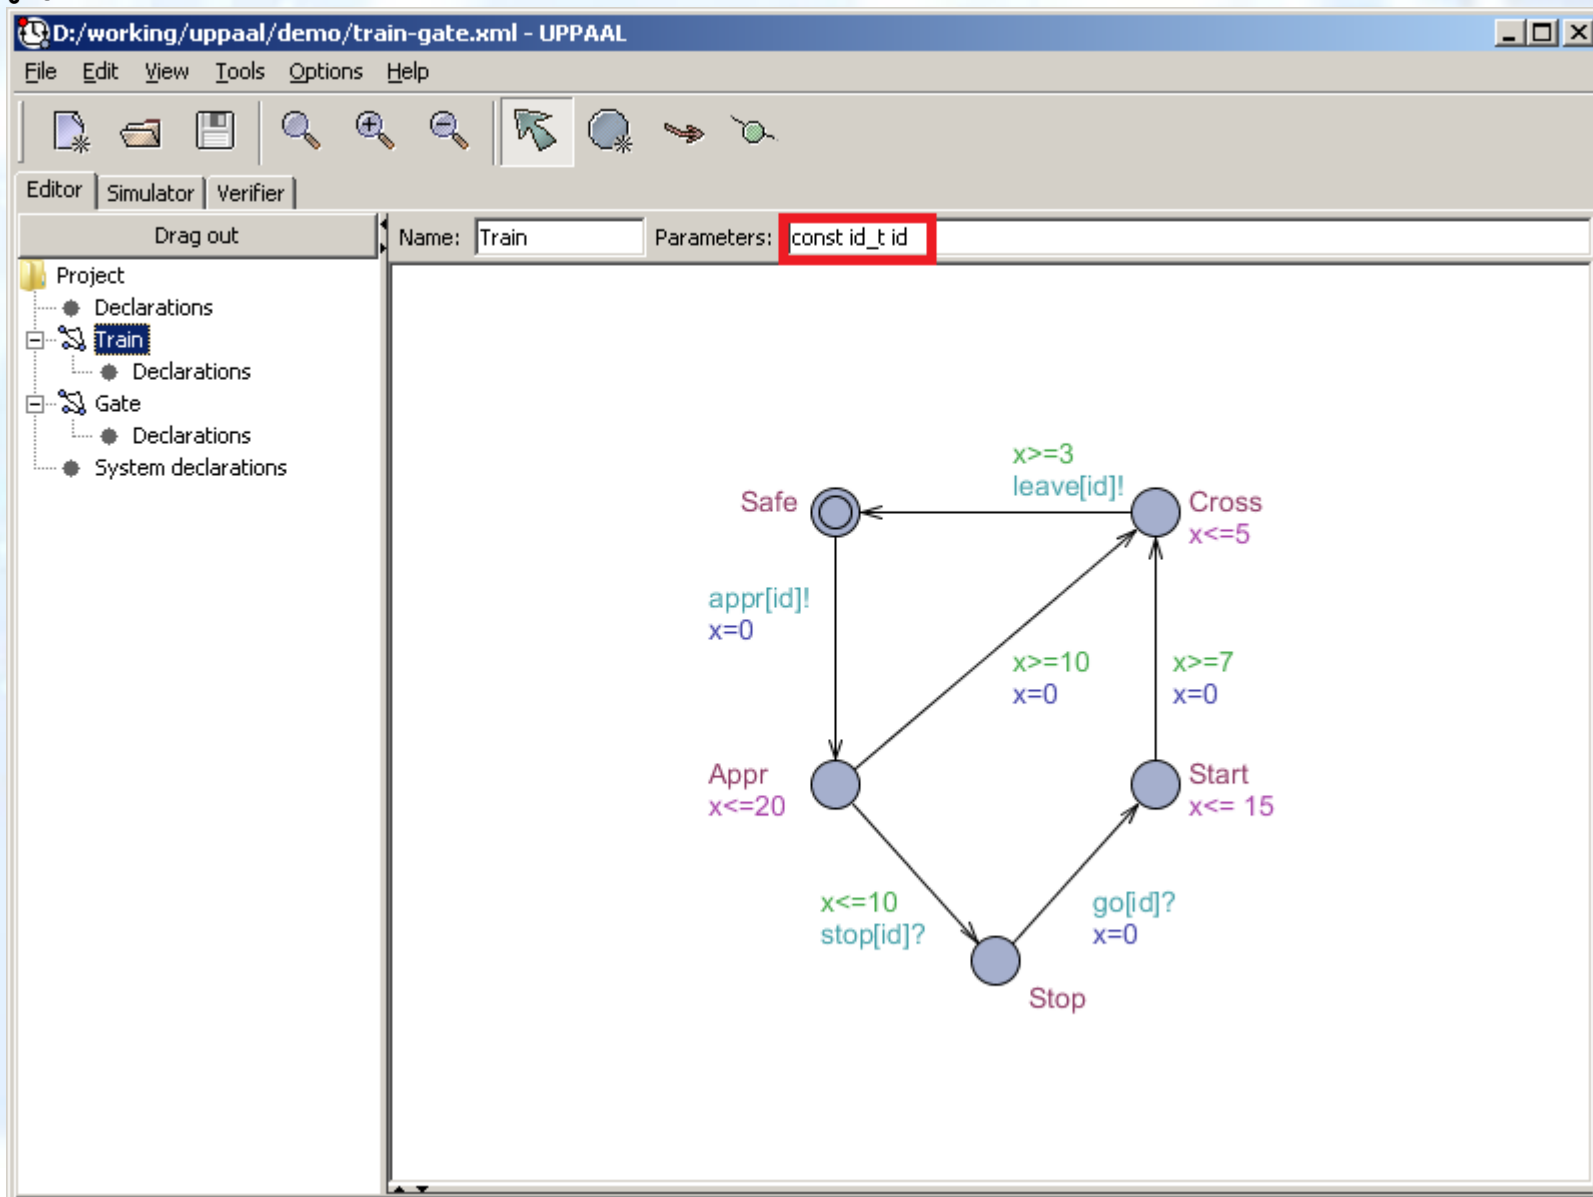 D:/working/uppaal/demo/train-gate.xml - UPPAAL
File Edit View Tools Options Help
Editor Simulator Verifier
Drag out
Name: Train Parameters: const id_t id
Project
Declarations
Train
Declarations
Gate
Declarations
System declarations
x>=3
leave[id]!
Safe
Cross
x<=5
appr[id]!
x=0
x>=10
x=0
x>=7
x=0
Appr
x<=20
Start
x<= 15
x<=10
stop[id]?
go[id]?
x=0
Stop